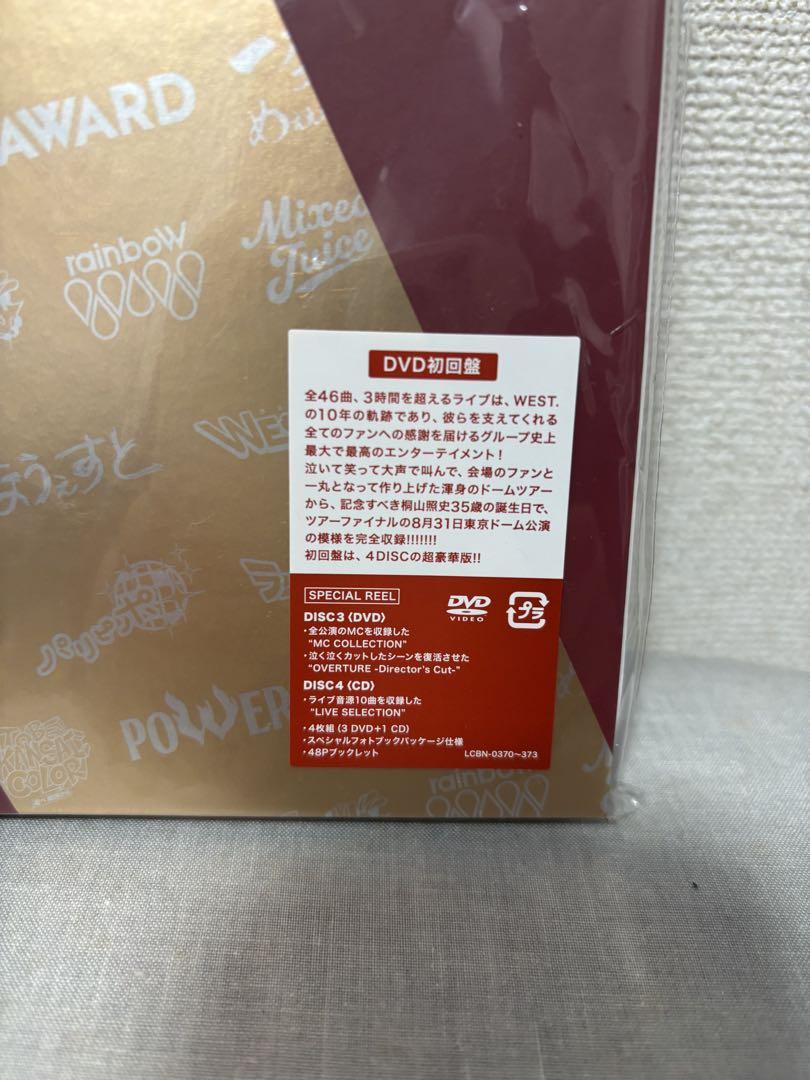 AWARD
rainboW
Mixed
Juice
ほうぇすと
パリピポ
POWER
rainboW
DVD初回盤
全46曲、3時間を超えるライブは、WEST.
の10年の軌跡であり、彼らを支えてくれる
全てのファンへの感謝を届けるグループ史上
最大で最高のエンターテイメント！
泣いて笑って大声で叫んで、会場のファンと
一丸となって作り上げた渾身のドームツアー
から、記念すべき桐山照史35歳の誕生日で、
ツアーファイナルの8月31日東京ドーム公演
の模様を完全収録!!!!!!!
初回盤は、4DISCの超豪華版!!
SPECIAL REEL
DVD
VIDEO
プラ
DISC3〈DVD〉
・全公演のMCを収録した
"MC COLLECTION"
・泣く泣くカットしたシーンを復活させた
"OVERTURE -Director's Cut-"
DISC4〈CD〉
・ライブ音源10曲を収録した
"LIVE SELECTION"
・4枚組（3 DVD+1 CD）
・スペシャルフォトブックパッケージ仕様
・48Pブックレット
LCBN-0370～373